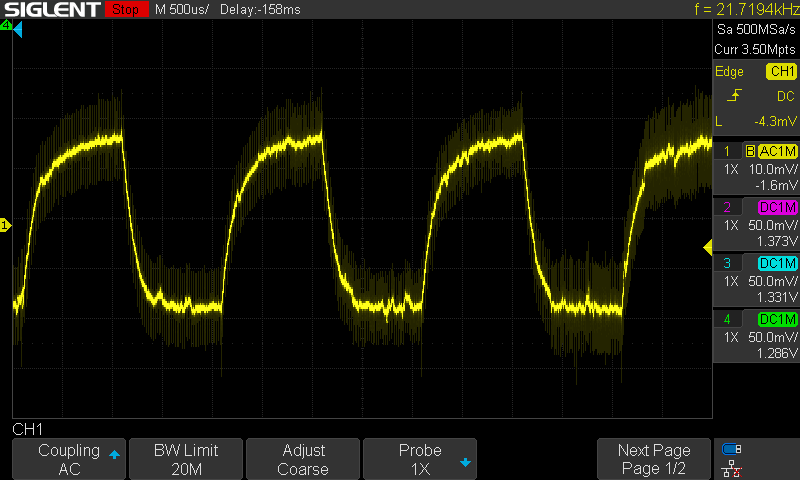 SIGLENT Stop M 500us/ Delay:-158ms f = 21.7194kHz
Sa 500MSa/s
Curr 3.50Mpts
Edge CH1
DC
L -4.3mV
1 B AC1M
1X 10.0mV/
-1.6mV
2 DC1M
1X 50.0mV/
1.373V
3 DC1M
1X 50.0mV/
1.331V
4 DC1M
1X 50.0mV/
1.286V
4
1
CH1
Coupling
AC
BW Limit
20M
Adjust
Coarse
Probe
1X
Next Page
Page 1/2